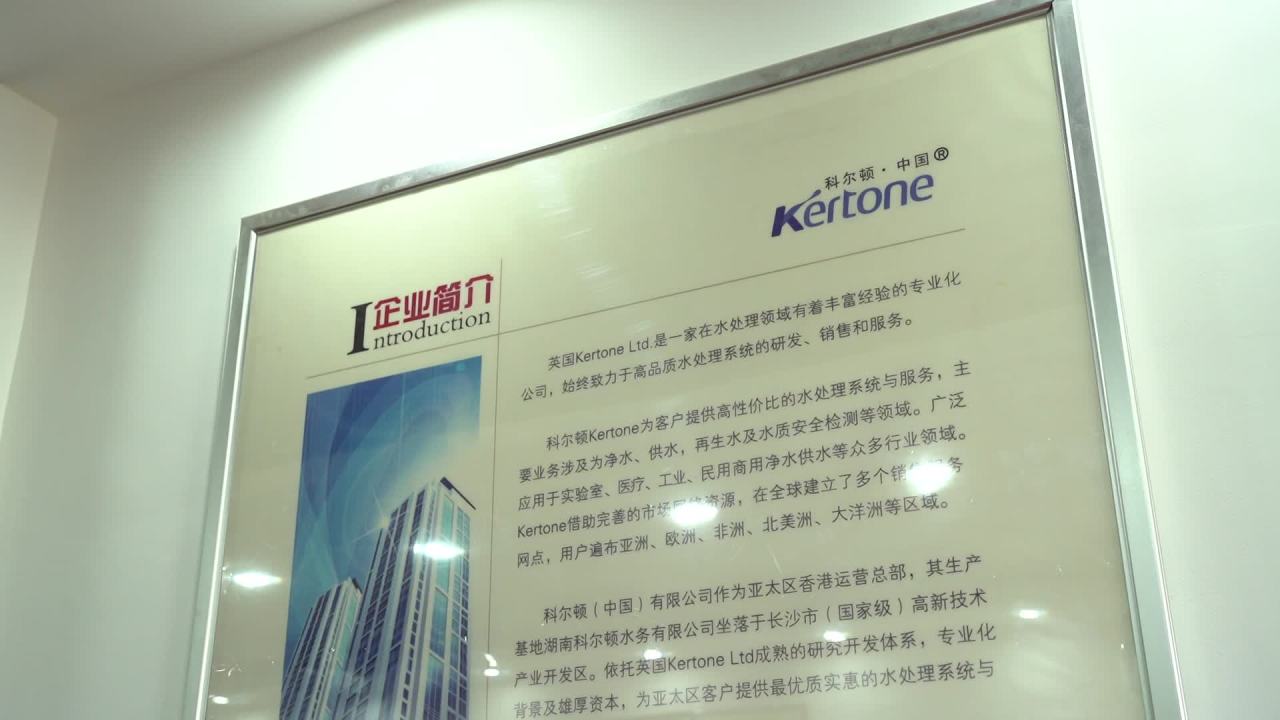 科尔顿·中国®
Kertone
企业简介
Introduction
英国Kertone Ltd.是一家在水处理领域有着丰富经验的专业化
公司，始终致力于高品质水处理系统的研发、销售和服务。
科尔顿Kertone为客户提供高性价比的水处理系统与服务，主
要业务涉及为净水、供水，再生水及水质安全检测等领域。广泛
应用于实验室、医疗、工业、民用商用净水供水等众多行业领域。
Kertone借助完善的市场资源，在全球建立了多个销务
网点，用户遍布亚洲、欧洲、非洲、北美洲、大洋洲等区域。
科尔顿（中国）有限公司作为亚太区香港运营总部，其生产
基地湖南科尔顿水务有限公司坐落于长沙市（国家级）高新技术
产业开发区。依托英国Kertone Ltd成熟的研究开发体系，专业化
背景及雄厚资本，为亚太区客户提供最优质实惠的水处理系统与